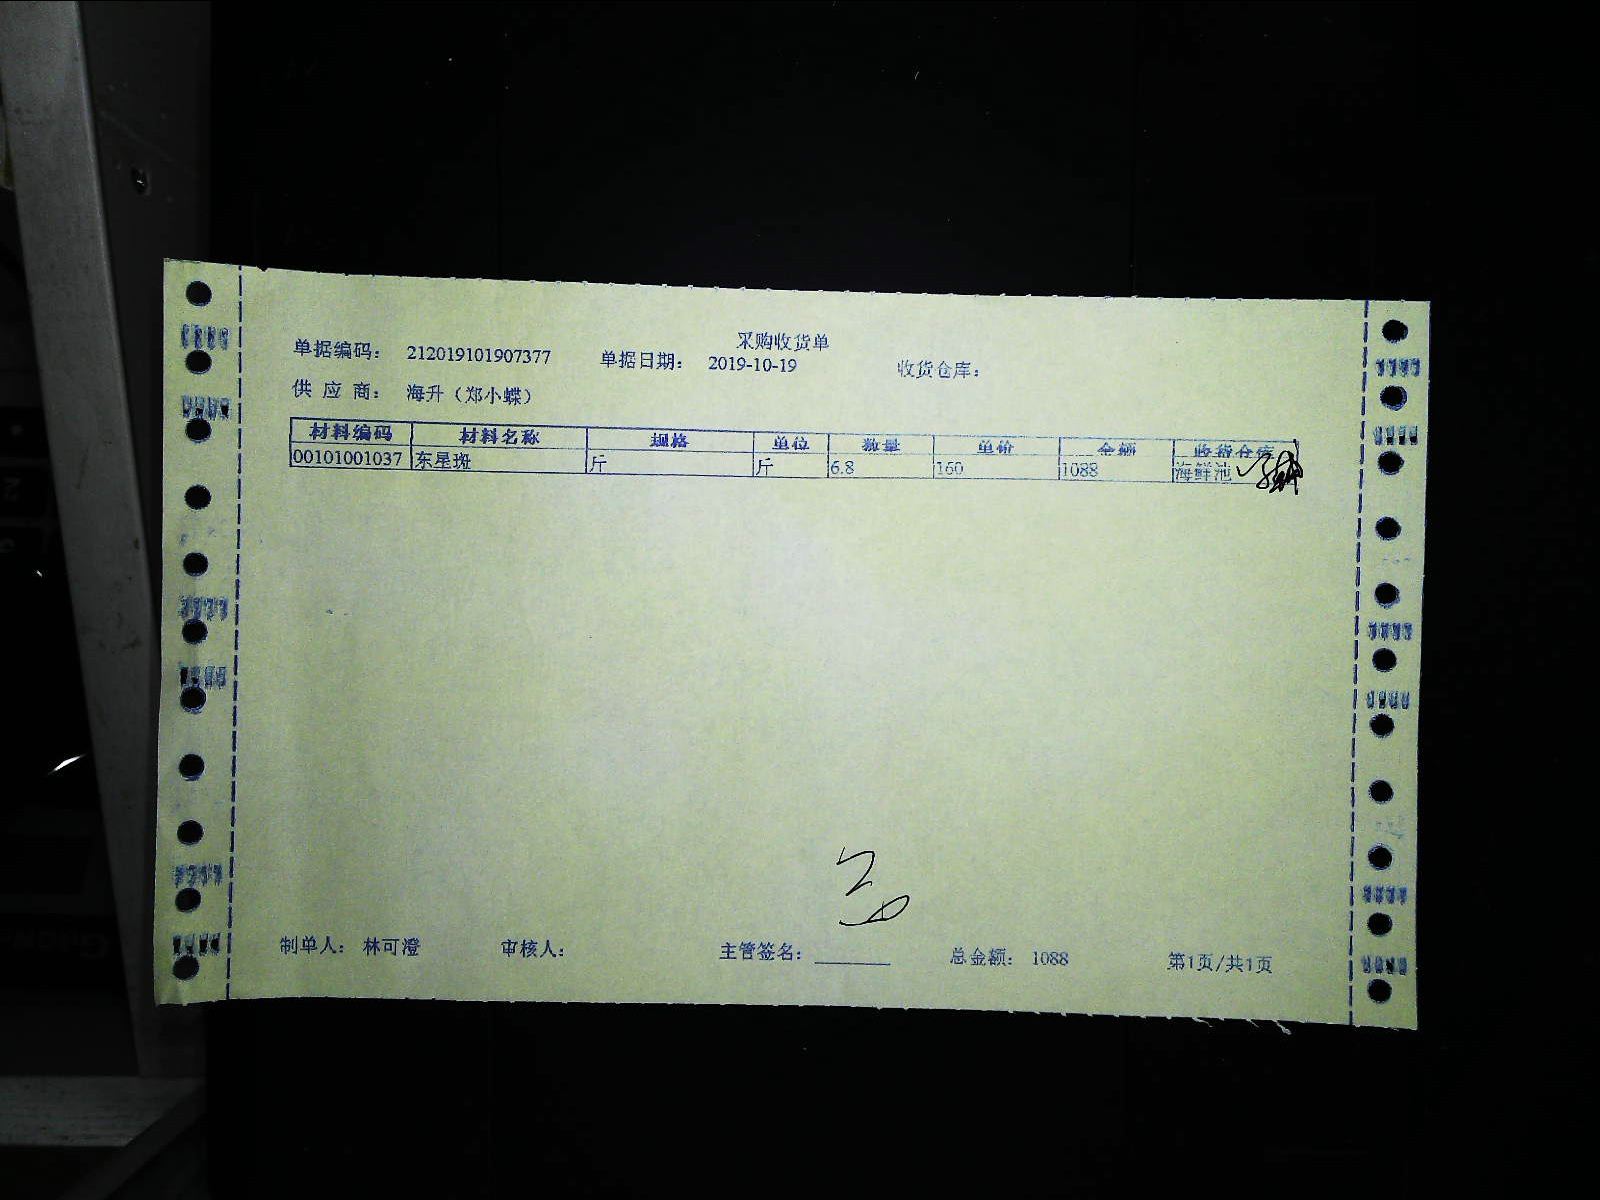 采购收货单
单据编码： 212019101907377 单据日期： 2019-10-19 收货仓库：
供 应 商： 海升（郑小蝶）
材料编码 材料名称 规格 单位 数量 单价 金额 收货仓库
00101001037 东星斑 斤 斤 6.8 160 1088 海鲜池
制单人： 林可澄 审核人： 主管签名： 总金额： 1088 第1页/共1页